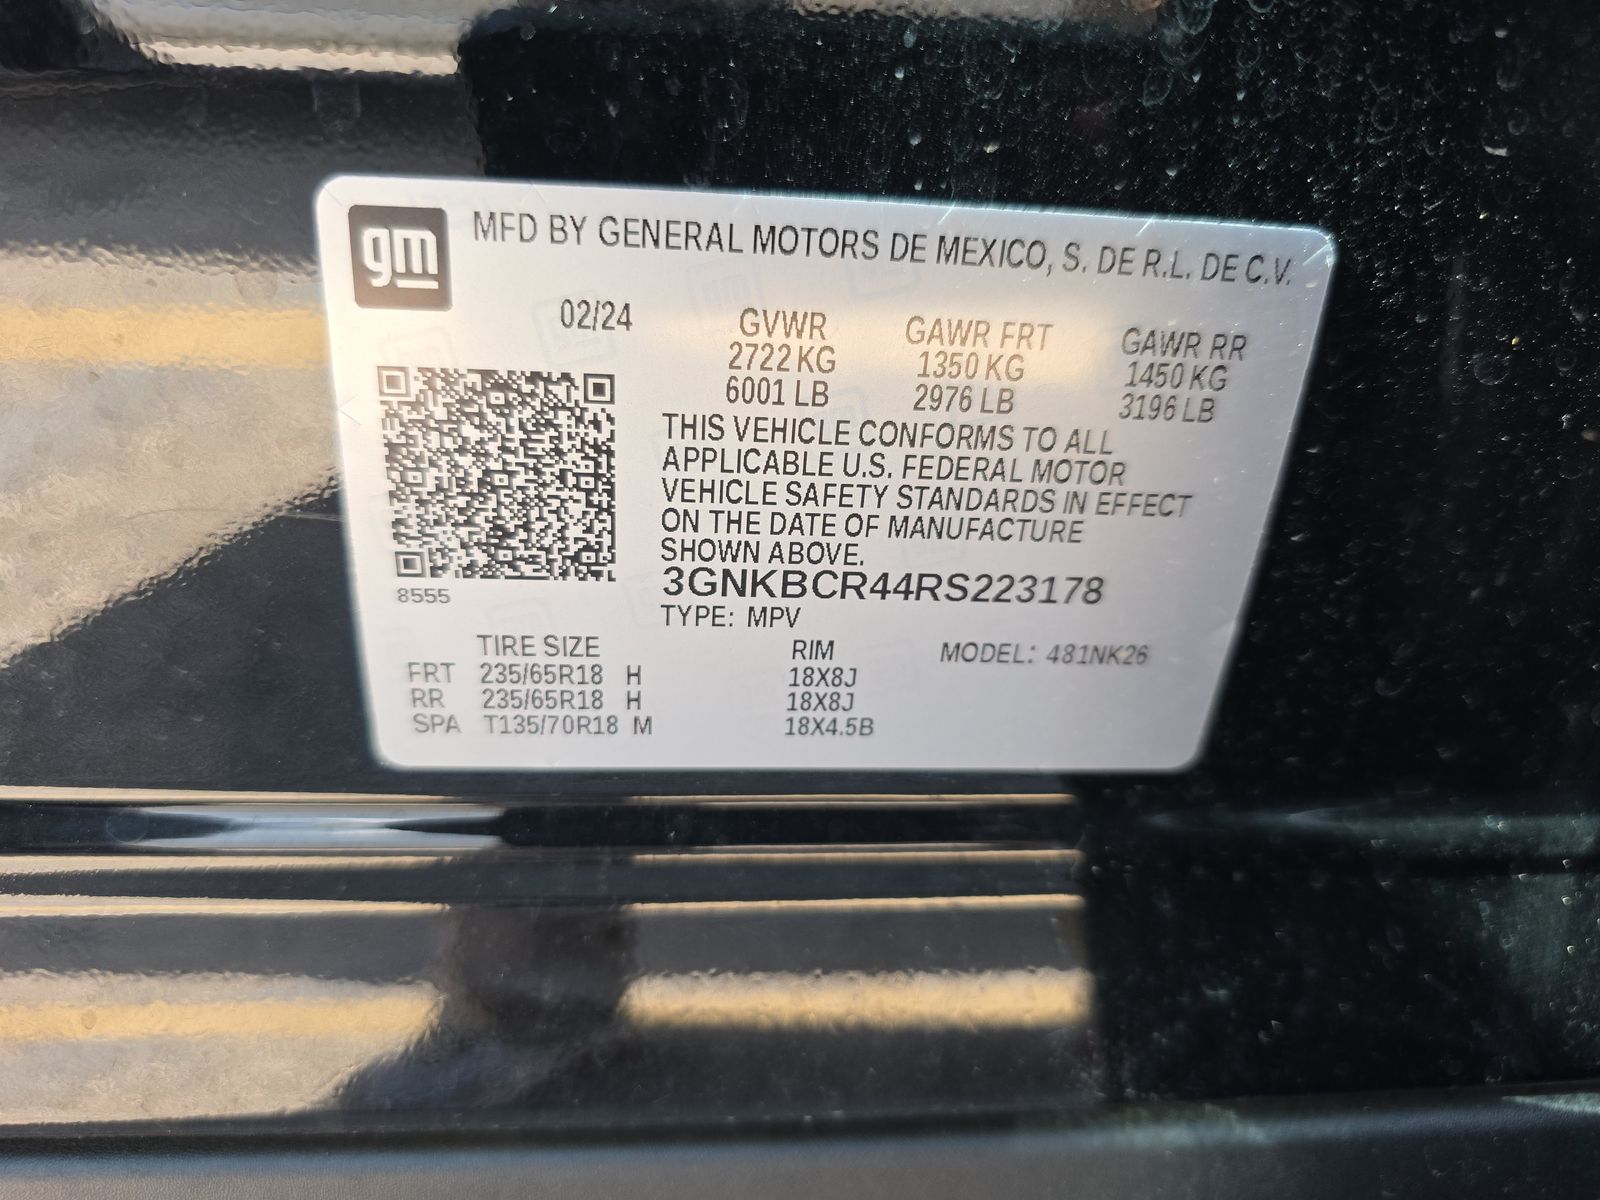 gm
MFD BY GENERAL MOTORS DE MEXICO, S. DE R.L. DE C.V.
02/24 GVWR GAWR FRT GAWR RR
2722 KG 1350 KG 1450 KG
6001 LB 2976 LB 3196 LB
THIS VEHICLE CONFORMS TO ALL
APPLICABLE U.S. FEDERAL MOTOR
VEHICLE SAFETY STANDARDS IN EFFECT
ON THE DATE OF MANUFACTURE
SHOWN ABOVE.
3GNKBCR44RS223178
8555
TYPE: MPV
TIRE SIZE RIM MODEL: 481NK26
FRT 235/65R18 H 18X8J
RR 235/65R18 H 18X8J
SPA T135/70R18 M 18X4.5B